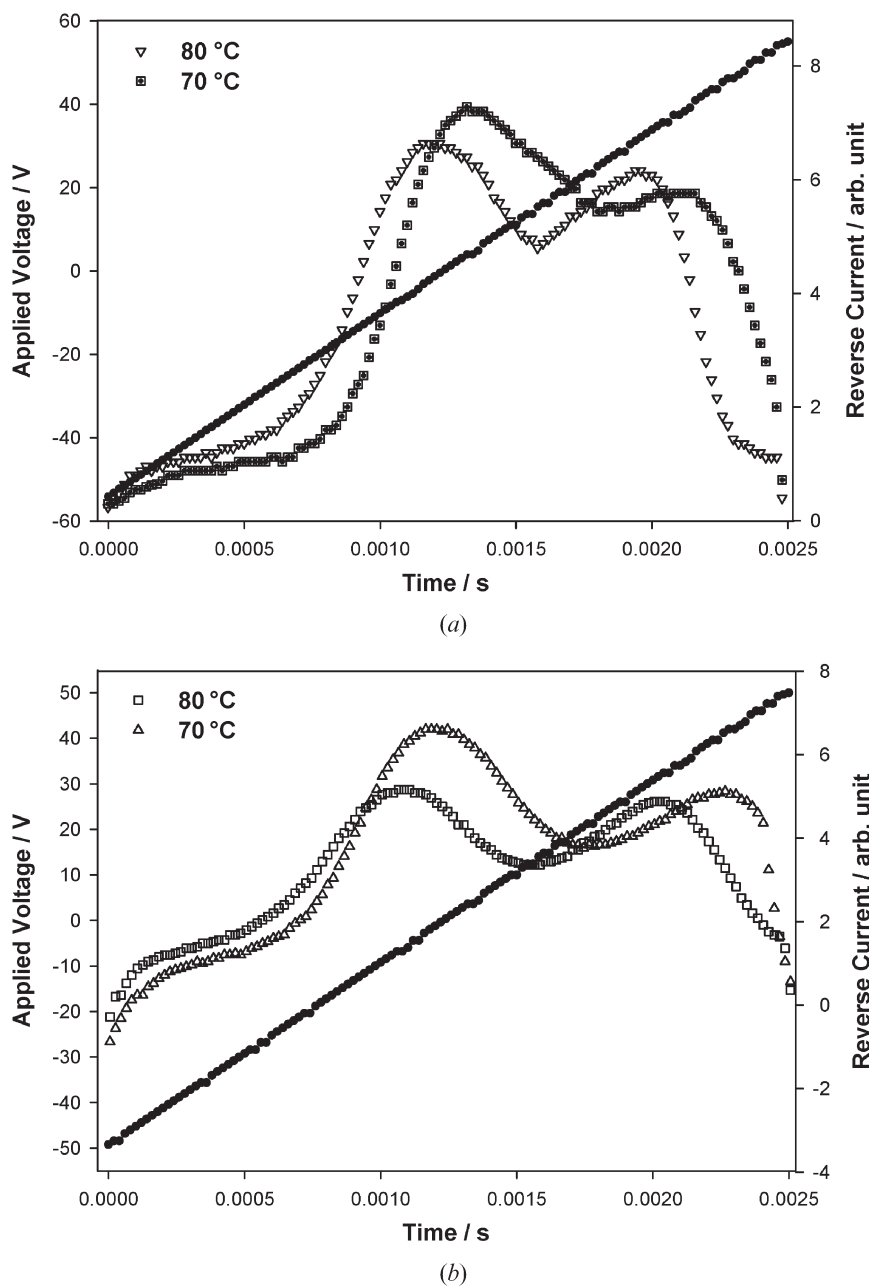 60
40
20
0
-20
-40
-60
Applied Voltage / V
80 °C
70 °C
8
6
4
2
0
Reverse Current / arb. unit
0.0000 0.0005 0.0010 0.0015 0.0020 0.0025
Time / s
(a)
50
40
30
20
10
0
-10
-20
-30
-40
-50
Applied Voltage / V
80 °C
70 °C
8
6
4
2
0
-2
-4
Reverse Current / arb. unit
0.0000 0.0005 0.0010 0.0015 0.0020 0.0025
Time / s
(b)